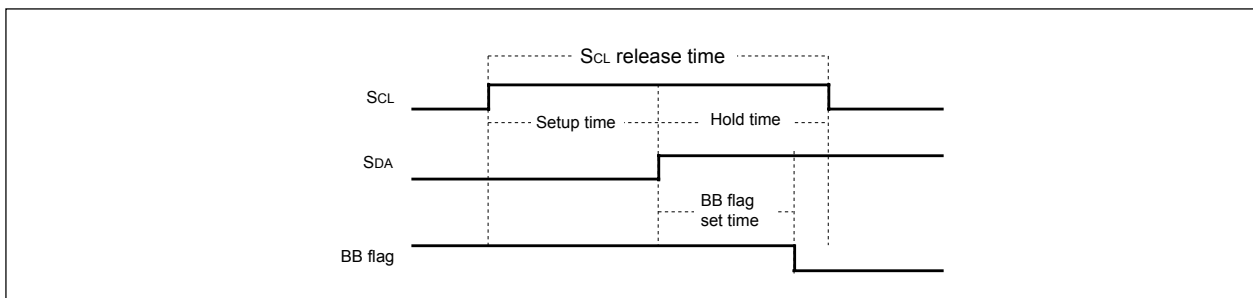 SCL release time
SCL
Setup time
Hold time
SDA
BB flag
set time
BB flag